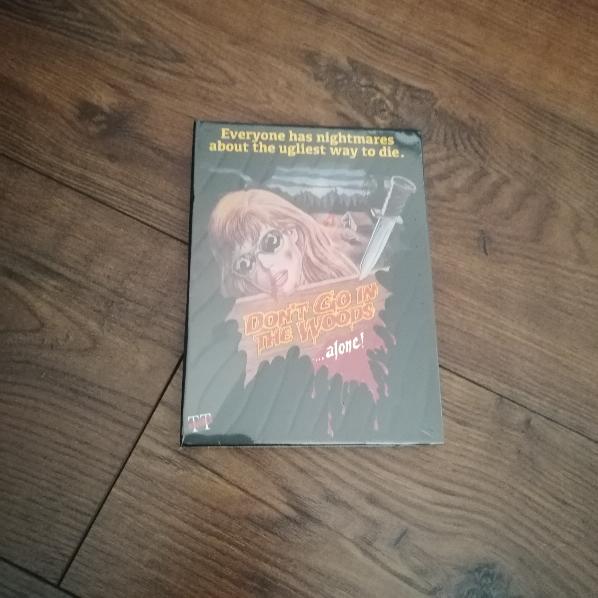 Everyone has nightmares
about the ugliest way to die.
DON'T GO IN
THE WOODS
...alone!